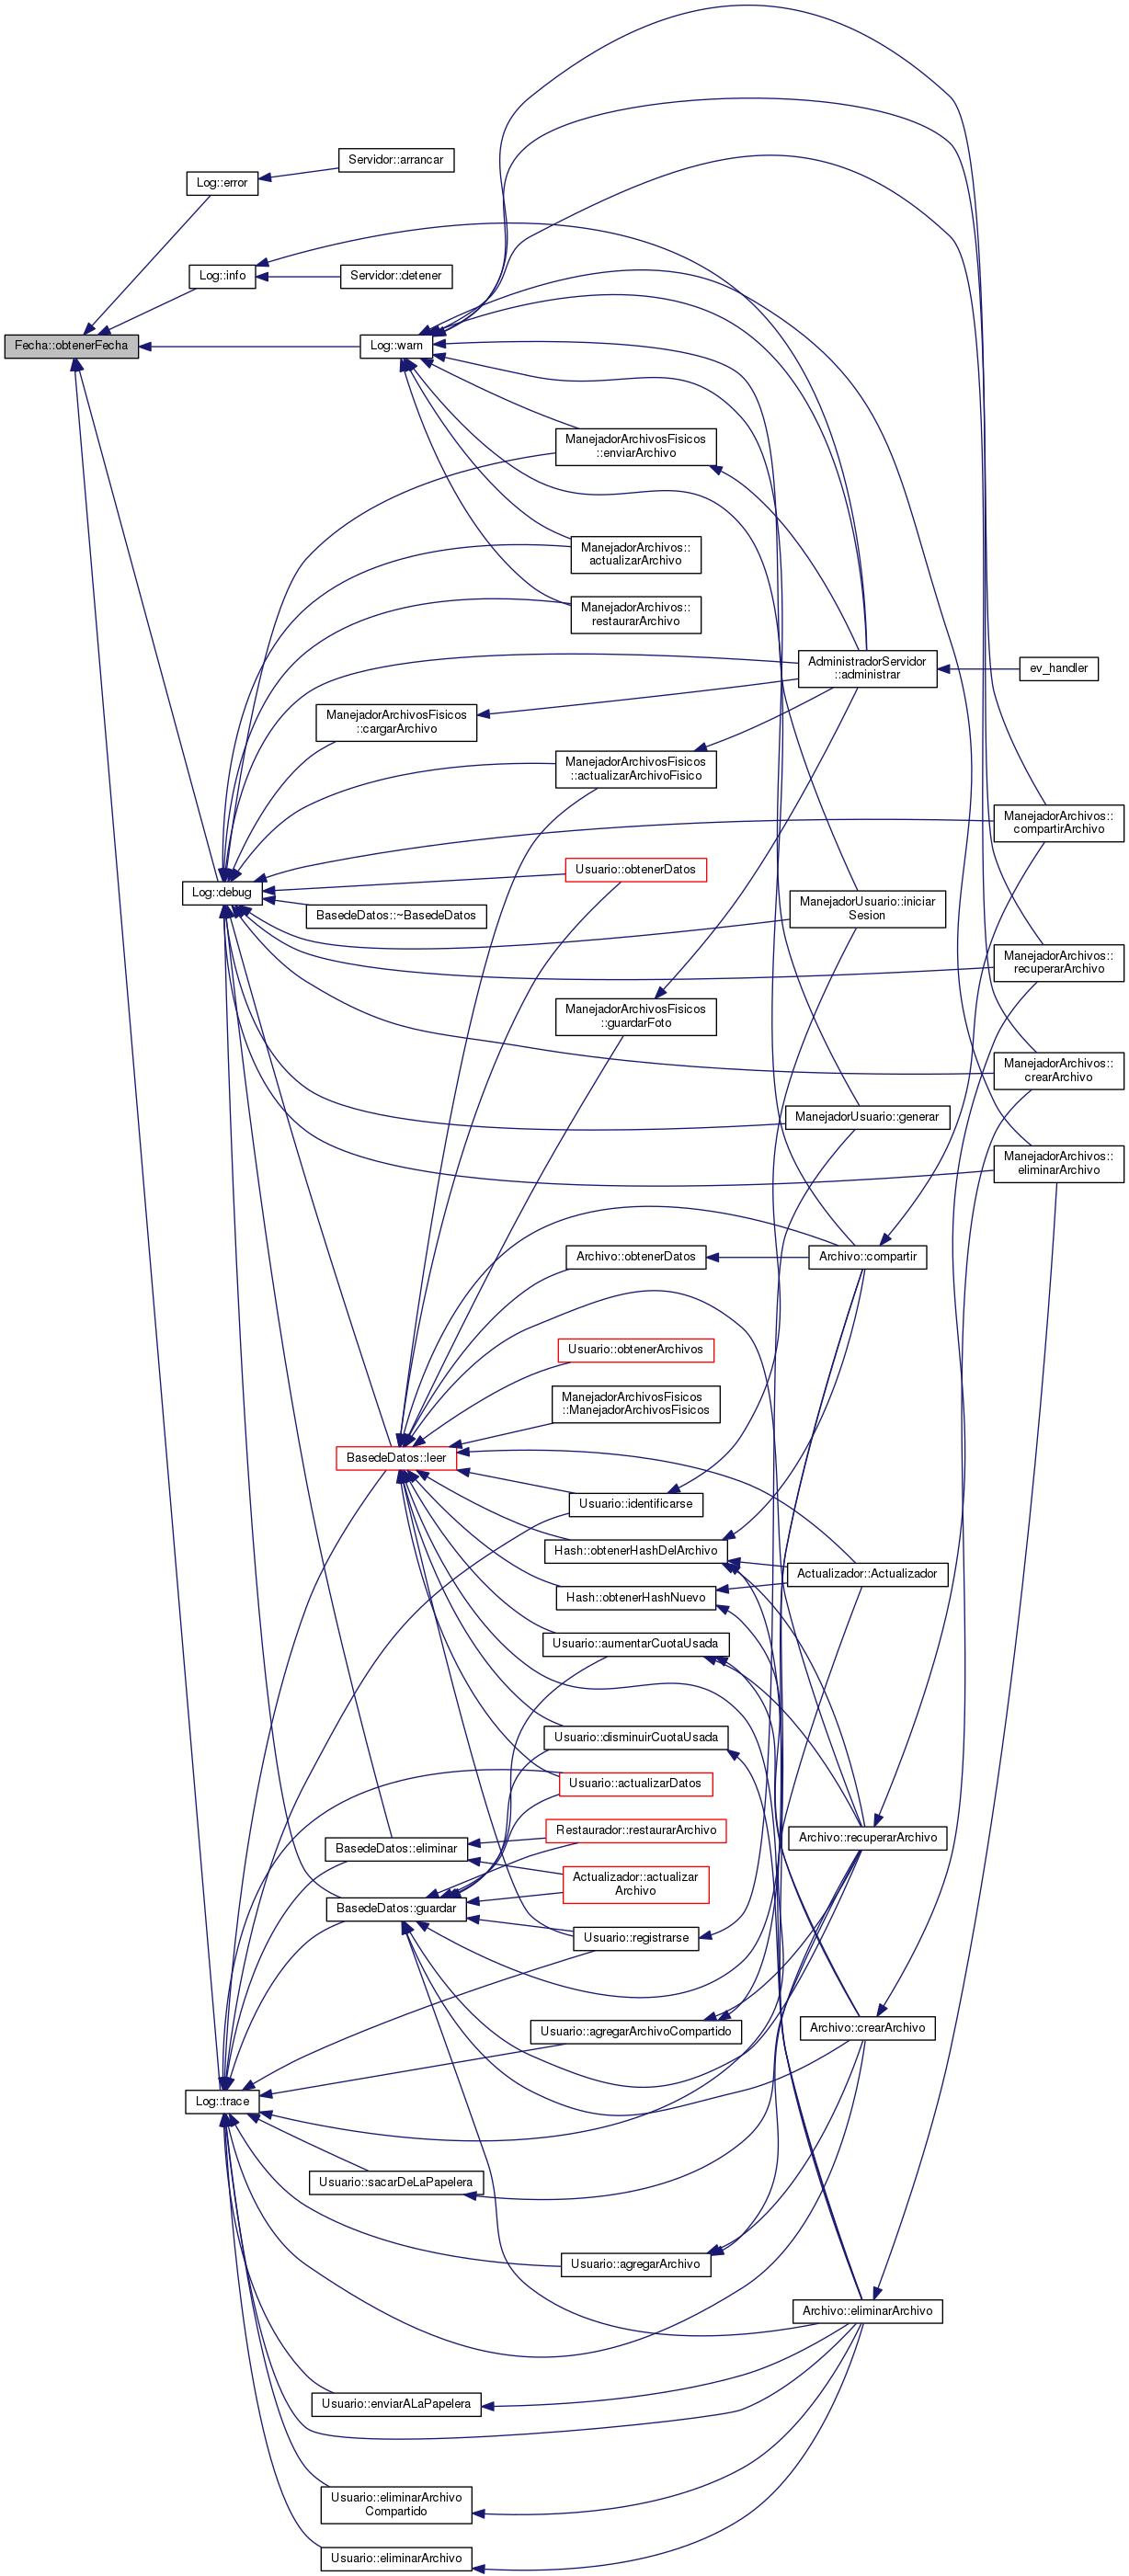 Servidor::arrancar
Log::error
Log::info
Servidor::detener
Fecha::obtenerFecha
Log::warn
ManejadorArchivosFisicos
::enviarArchivo
ManejadorArchivos::
actualizarArchivo
ManejadorArchivos::
restaurarArchivo
AdministradorServidor
::administrar
ev_handler
ManejadorArchivosFisicos
::cargarArchivo
ManejadorArchivosFisicos
::actualizarArchivoFisico
ManejadorArchivos::
compartirArchivo
Usuario::obtenerDatos
Log::debug
BasedeDatos::~BasedeDatos
ManejadorUsuario::iniciar
Sesion
ManejadorArchivos::
recuperarArchivo
ManejadorArchivosFisicos
::guardarFoto
ManejadorArchivos::
crearArchivo
ManejadorUsuario::generar
ManejadorArchivos::
eliminarArchivo
Archivo::obtenerDatos
Archivo::compartir
Usuario::obtenerArchivos
ManejadorArchivosFisicos
::ManejadorArchivosFisicos
BasedeDatos::leer
Usuario::identificarse
Hash::obtenerHashDelArchivo
Actualizador::Actualizador
Hash::obtenerHashNuevo
Usuario::aumentarCuotaUsada
Usuario::disminuirCuotaUsada
Usuario::actualizarDatos
Restaurador::restaurarArchivo
Archivo::recuperarArchivo
BasedeDatos::eliminar
Actualizador::actualizar
Archivo
BasedeDatos::guardar
Usuario::registrarse
Usuario::agregarArchivoCompartido
Archivo::crearArchivo
Log::trace
Usuario::sacarDeLaPapelera
Usuario::agregarArchivo
Archivo::eliminarArchivo
Usuario::enviarALaPapelera
Usuario::eliminarArchivo
Compartido
Usuario::eliminarArchivo